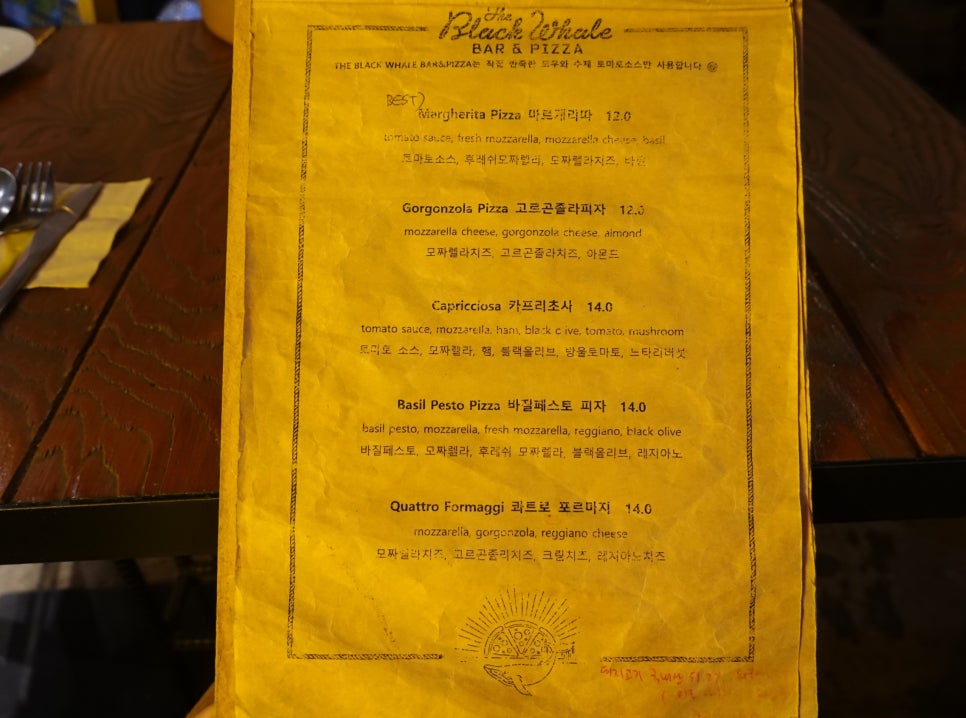 The
Black Whale
BAR & PIZZA
THE BLACK WHALE BAR&PIZZA는 직접 반죽한 도우와 수제 토마토소스만 사용합니다
BEST
Margherita Pizza 마르게리따 12.0
tomato sauce, fresh mozzarella, mozzarella cheese, basil
토마토소스, 후레쉬모짜렐라, 모짜렐라치즈, 바질
Gorgonzola Pizza 고르곤졸라피자 12.0
mozzarella cheese, gorgonzola cheese, almond
모짜렐라치즈, 고르곤졸라치즈, 아몬드
Capricciosa 카프리초사 14.0
tomato sauce, mozzarella, ham, black olive, tomato, mushroom
토마토 소스, 모짜렐라, 햄, 블랙올리브, 방울토마토, 느타리버섯
Basil Pesto Pizza 바질페스토 피자 14.0
basil pesto, mozzarella, fresh mozzarella, reggiano, black olive
바질페스토, 모짜렐라, 후레쉬 모짜렐라, 블랙올리브, 레지아노
Quattro Formaggi 콰트로 포르마지 14.0
mozzarella, gorgonzola, reggiano cheese
모짜렐라치즈, 고르곤졸라치즈, 크림치즈, 레지아노치즈
돼지고기 국내산